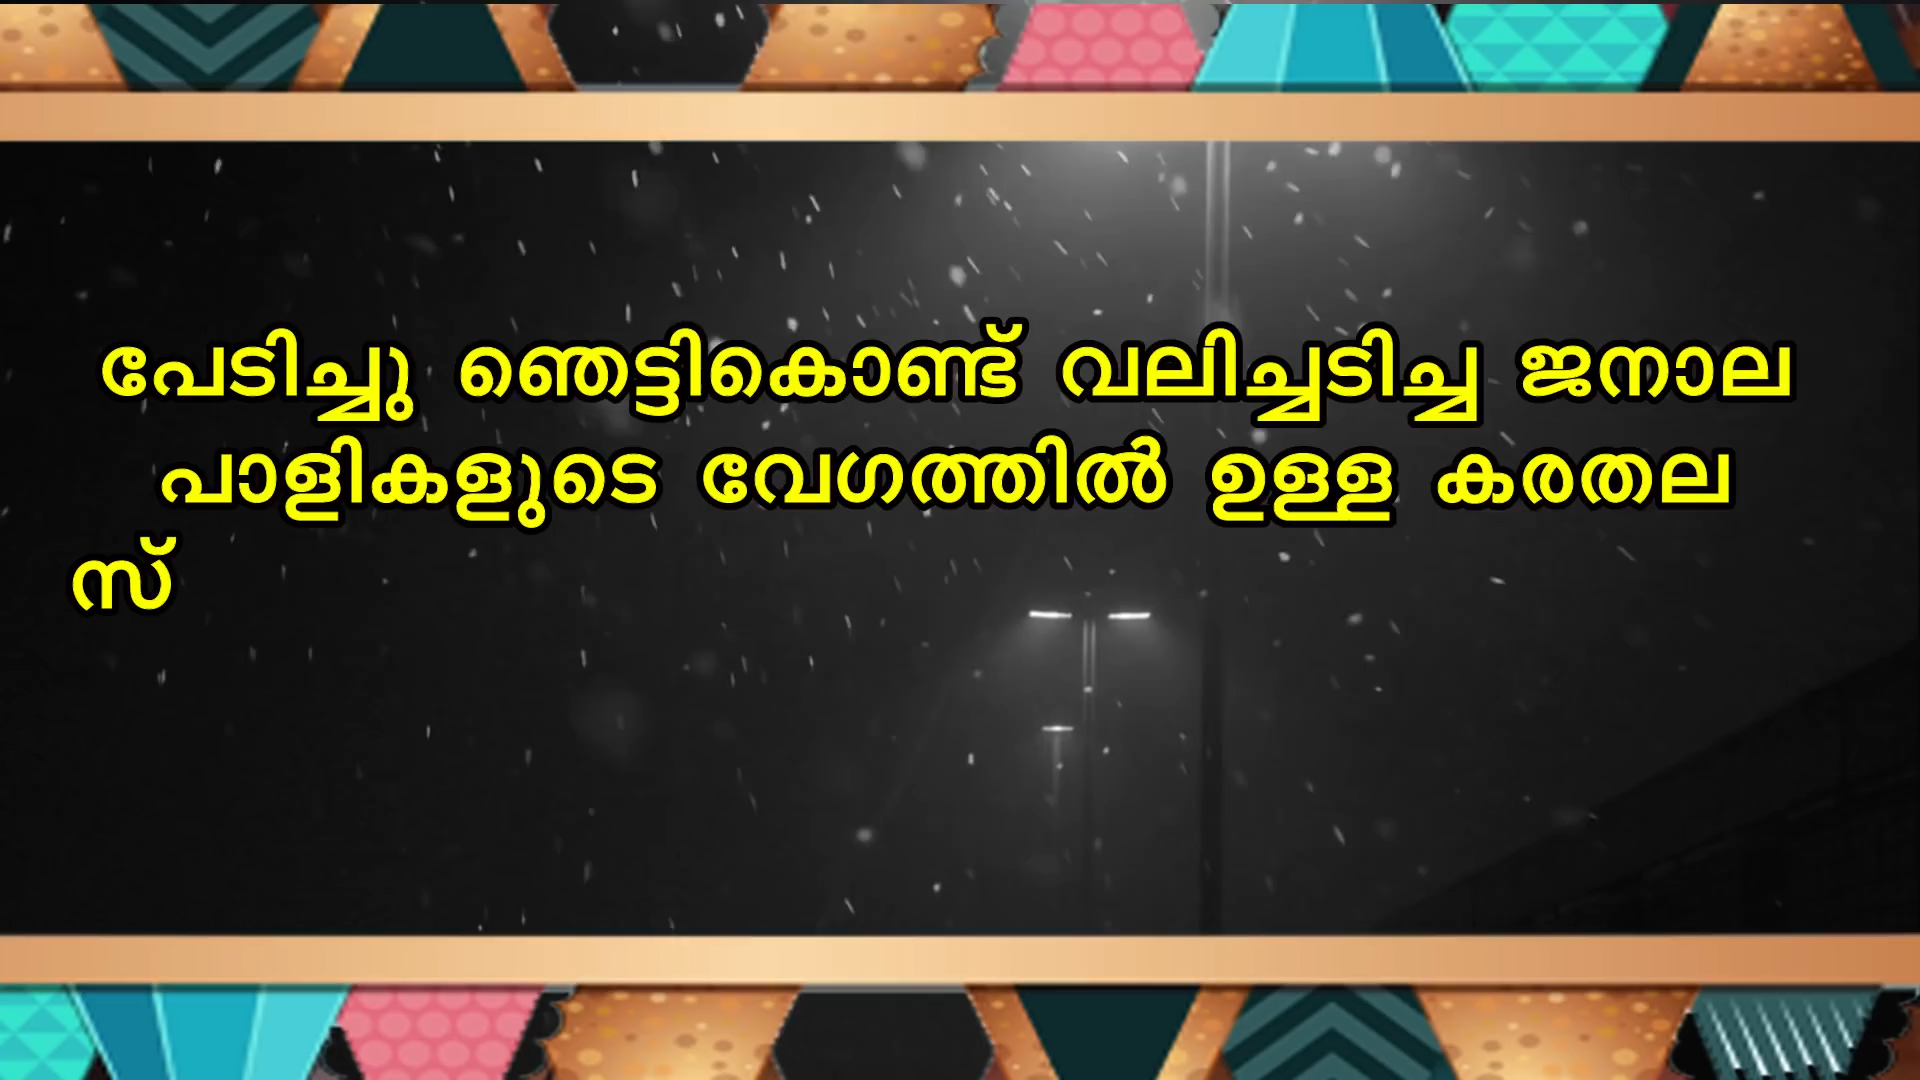 പേടിച്ചു ഞെട്ടികൊണ്ട് വലിച്ചടിച്ച ജനാല
പാളികളുടെ വേഗത്തിൽ ഉള്ള കരതല
സ്